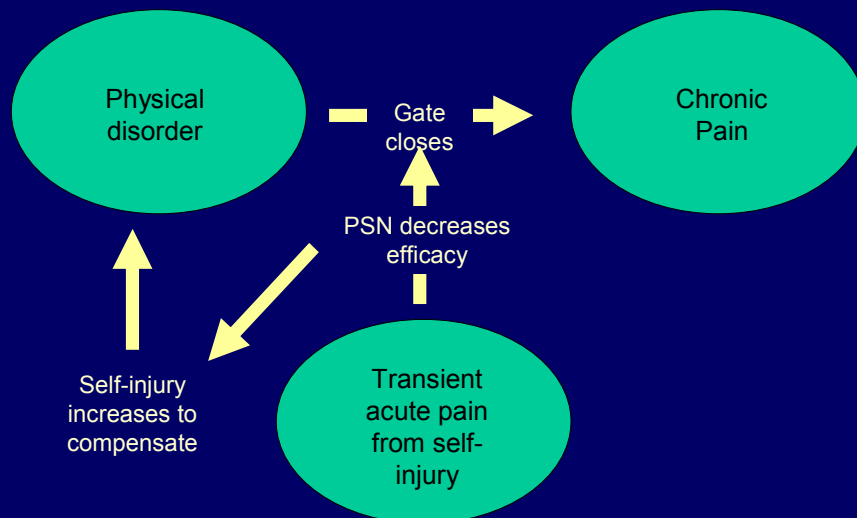 Physical
disorder
Gate
closes
Chronic
Pain
PSN decreases
efficacy
Self-injury
increases to
compensate
Transient
acute pain
from self-
injury